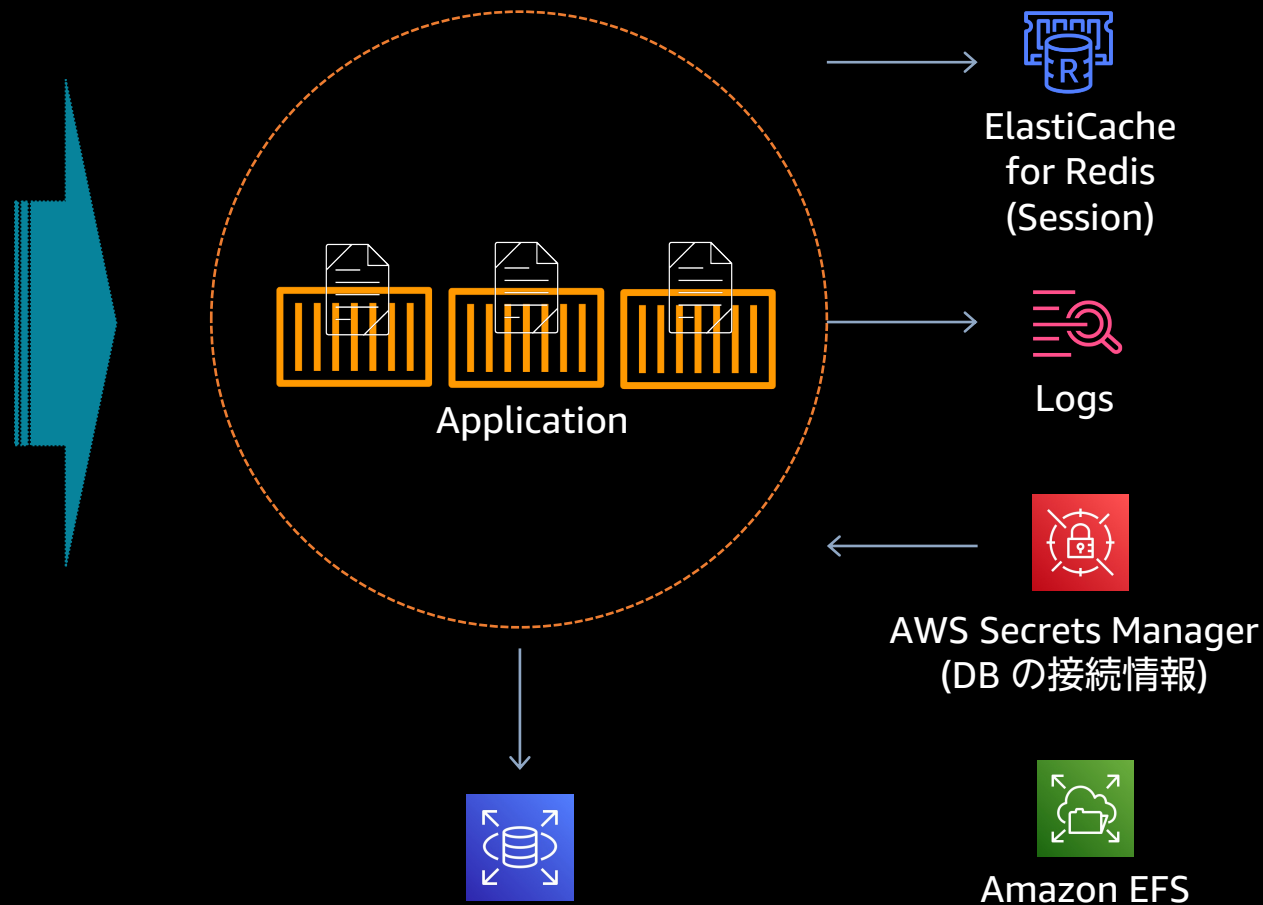 R
ElastiCache
for Redis
(Session)
Application
Logs
AWS Secrets Manager
(DB の接続情報)
Amazon EFS